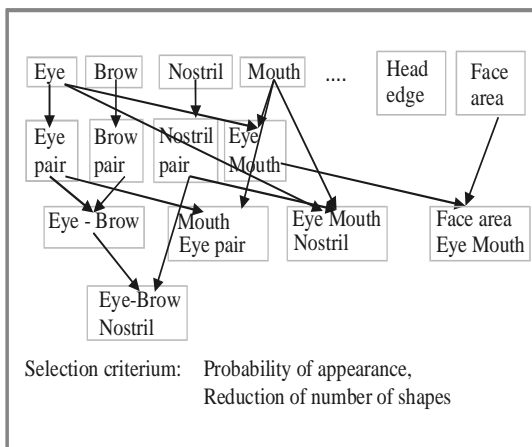 Eye Brow Nostril Mouth .... Head edge Face area
Eye pair Brow pair Nostril pair Eye Mouth
Eye - Brow Mouth Eye pair Eye Mouth Nostril Face area Eye Mouth
Eye-Brow
Nostril
Selection criterium: Probability of appearance,
Reduction of number of shapes